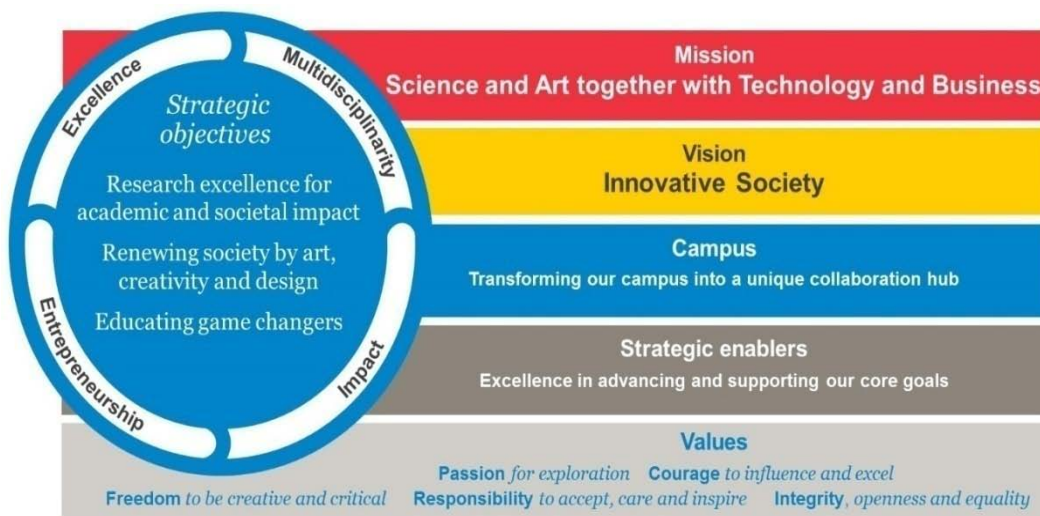 Excellence
Multidisciplinarity
Strategic
objectives
Research excellence for
academic and societal impact
Renewing society by art,
creativity and design
Educating game changers
Entrepreneurship
Impact
Mission
Science and Art together with Technology and Business
Vision
Innovative Society
Campus
Transforming our campus into a unique collaboration hub
Strategic enablers
Excellence in advancing and supporting our core goals
Values
Passion for exploration Courage to influence and excel
Freedom to be creative and critical Responsibility to accept, care and inspire Integrity, openness and equality